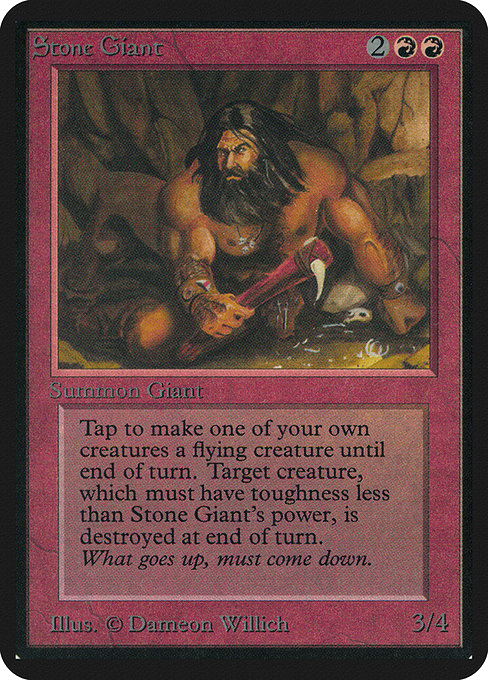 Stone Giant 2
Summon Giant
Tap to make one of your own
creatures a flying creature until
end of turn. Target creature,
which must have toughness less
than Stone Giant's power, is
destroyed at end of turn.
What goes up, must come down.
Illus. © Dameon Willich 3/4